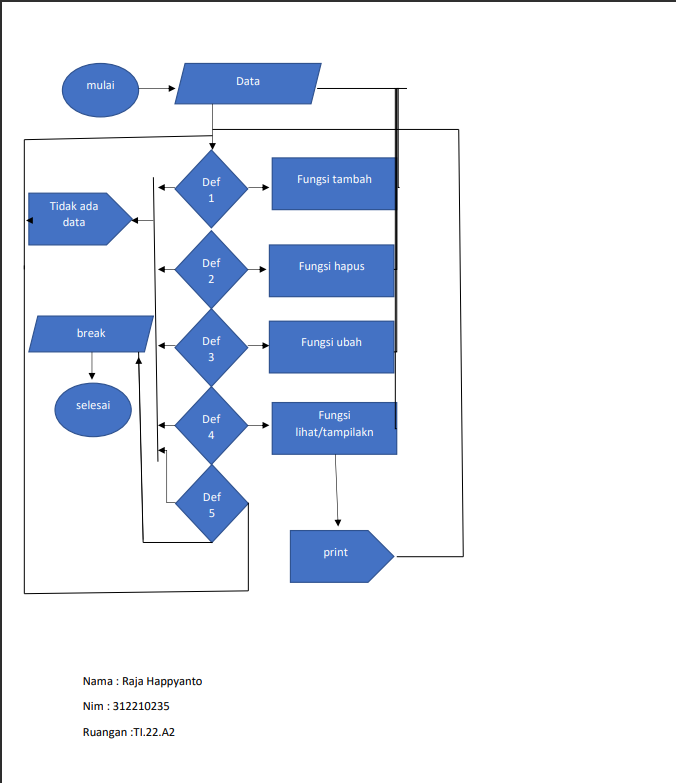 mulai
Data
Def
1
Fungsi tambah
Tidak ada
data
Def
2
Fungsi hapus
break
Def
3
Fungsi ubah
selesai
Def
4
Fungsi
lihat/tampilakn
Def
5
print
Nama : Raja Happyanto
Nim : 312210235
Ruangan :TI.22.A2